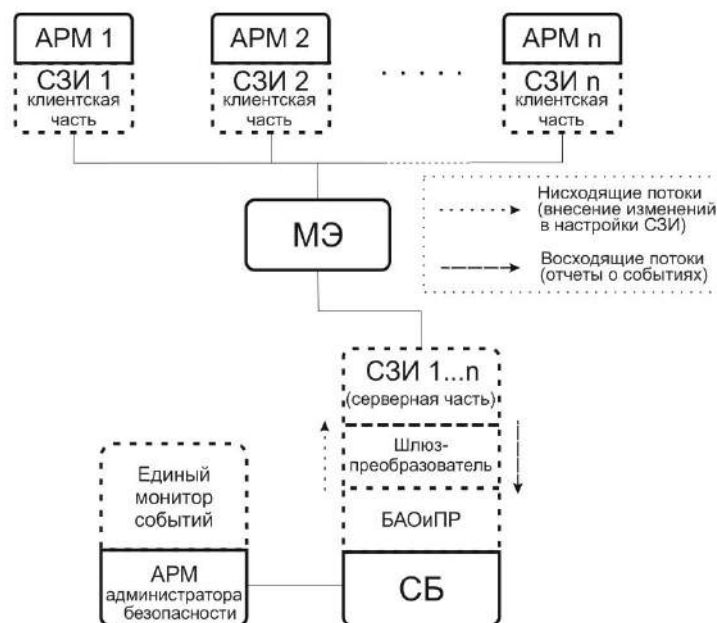 АРМ 1
СЗИ 1
клиентская
часть
АРМ 2
СЗИ 2
клиентская
часть
АРМ n
СЗИ n
клиентская
часть
МЭ
Нисходящие потоки
(внесение изменений
в настройки СЗИ)
Восходящие потоки
(отчеты о событиях)
СЗИ 1...n
(серверная часть)
Шлюз-
преобразователь
БАОиПР
СБ
Единый
монитор
событий
АРМ
администратора
безопасности